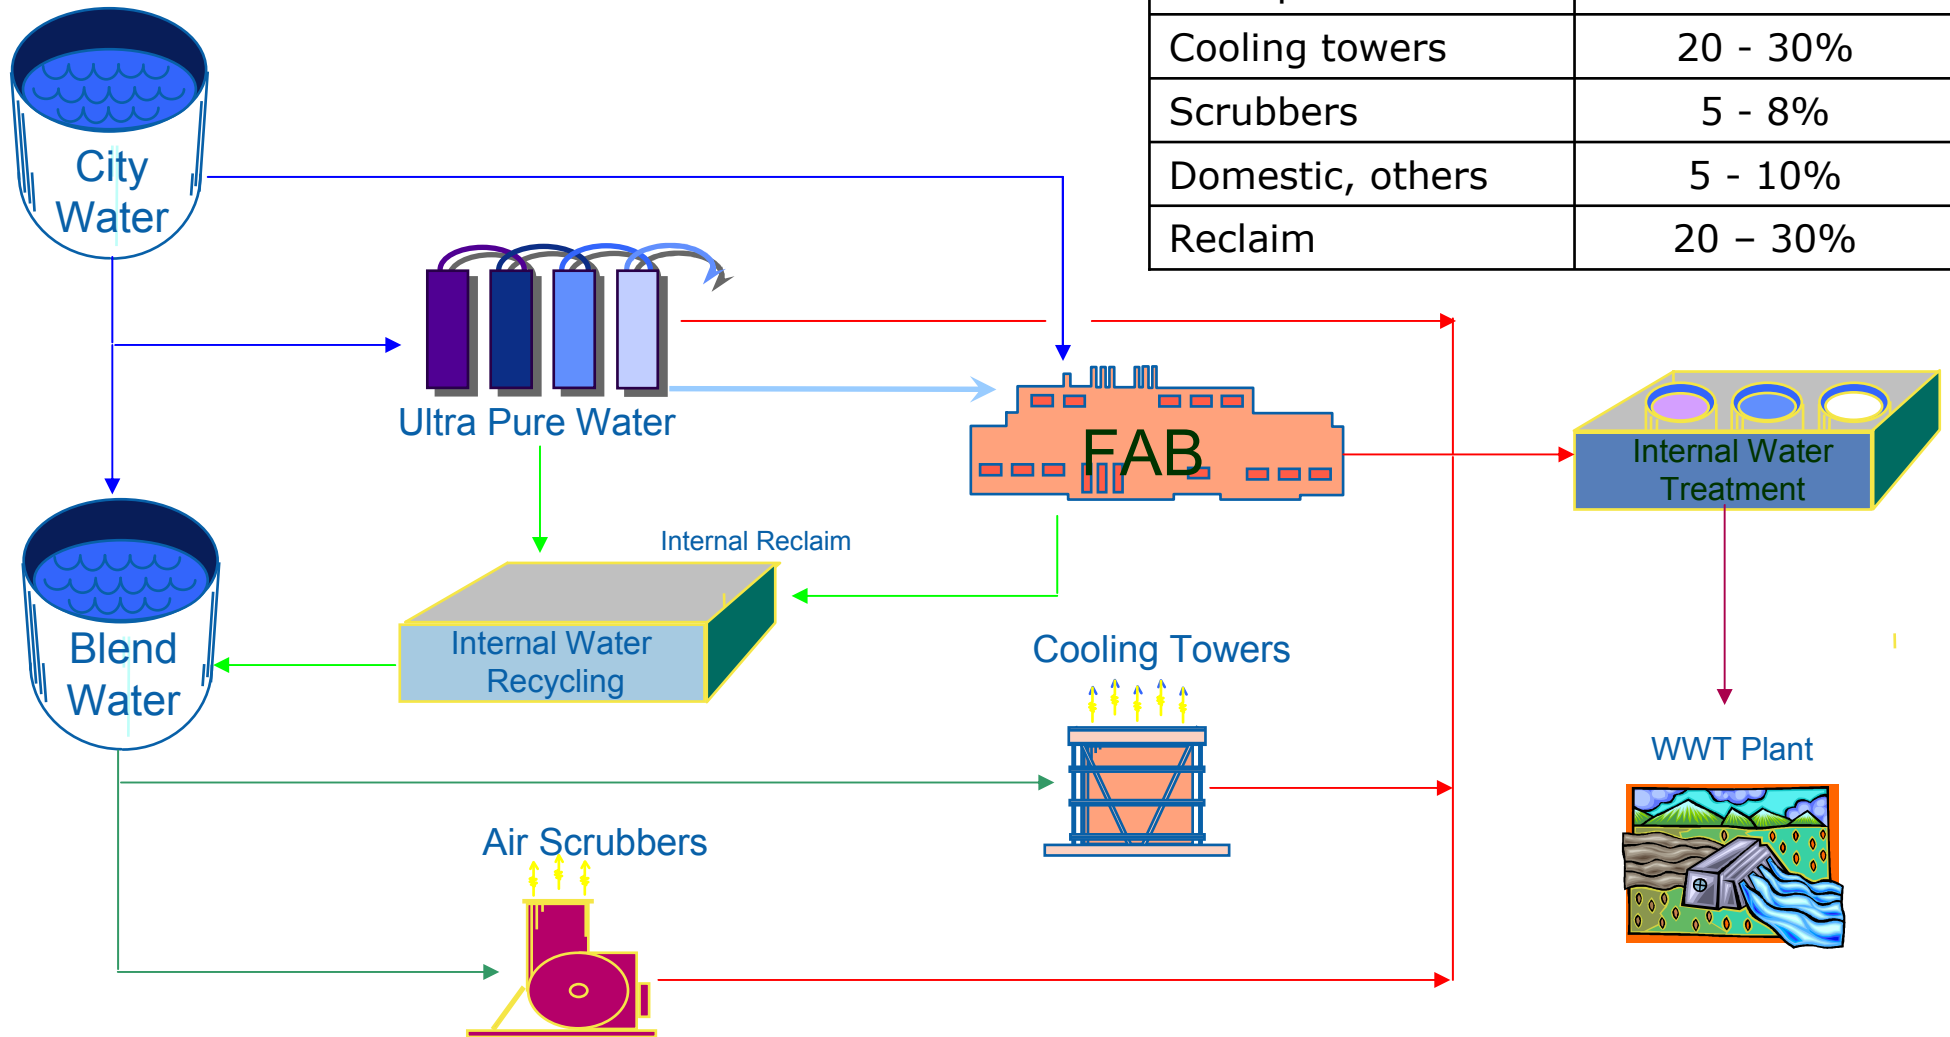 Cooling towers 20 - 30%
Scrubbers 5 - 8%
Domestic, others 5 - 10%
Reclaim 20 – 30%
City
Water
Ultra Pure Water
FAB
Internal Water
Treatment
Internal Reclaim
Internal Water
Recycling
Blend
Water
Cooling Towers
WWT Plant
Air Scrubbers